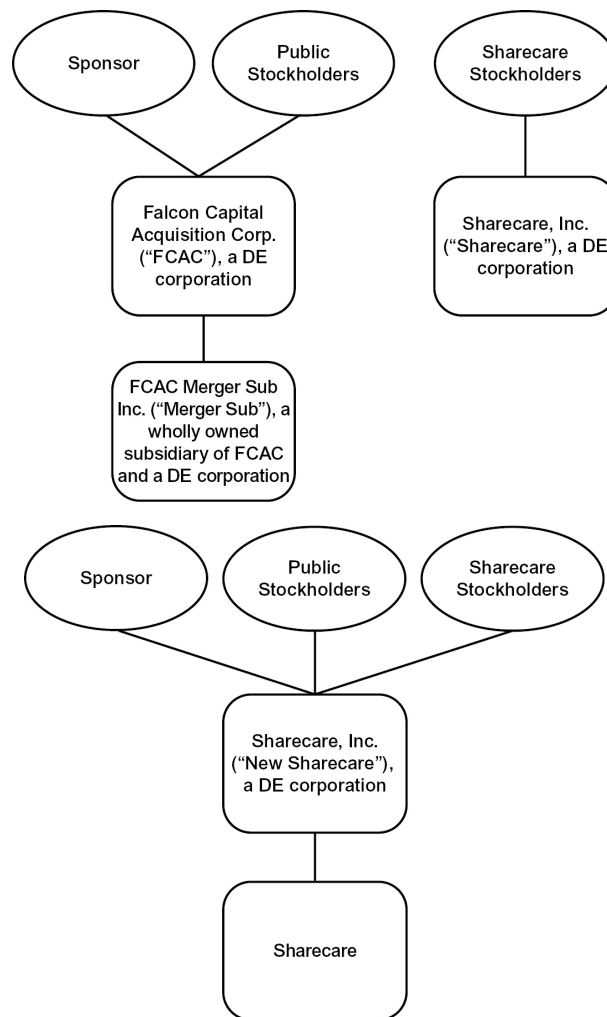 Sponsor
Public
Stockholders
Sharecare
Stockholders
Falcon Capital
Acquisition Corp.
(“FCAC”), a DE
corporation
Sharecare, Inc.
(“Sharecare”), a DE
corporation
FCAC Merger Sub
Inc. (“Merger Sub”), a
wholly owned
subsidiary of FCAC
and a DE corporation
Sponsor
Public
Stockholders
Sharecare
Stockholders
Sharecare, Inc.
(“New Sharecare”),
a DE corporation
Sharecare